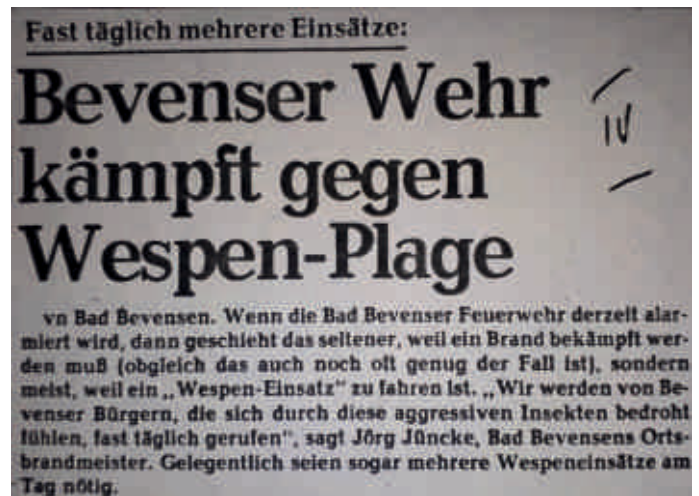 Fast täglich mehrere Einsätze:
Bevenser Wehr
kämpft gegen
Wespen-Plage
IV
vn Bad Bevensen. Wenn die Bad Bevenser Feuerwehr derzeit alar-
miert wird, dann geschieht das seltener, weil ein Brand bekämpft wer-
den muß (obgleich das auch noch oft genug der Fall ist), sondern
meist, weil ein „Wespen-Einsatz“ zu fahren ist. „Wir werden von Be-
venser Bürgern, die sich durch diese aggressiven Insekten bedroht
fühlen, fast täglich gerufen“, sagt Jörg Jüncke, Bad Bevensens Orts-
brandmeister. Gelegentlich seien sogar mehrere Wespeneinsätze am
Tag nötig.